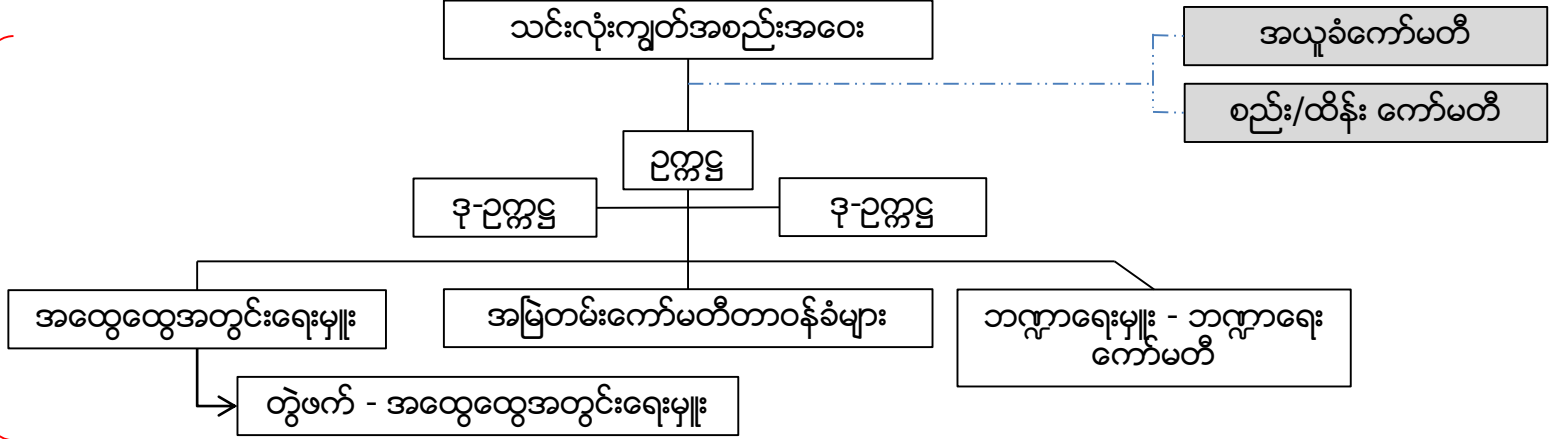 သင်းလုံးကျွတ်အစည်းအဝေး
အယူခံကော်မတီ
စည်း/ထိန်း ကော်မတီ
ဥက္ကဋ္ဌ
ဒု-ဥက္ကဋ္ဌ
ဒု-ဥက္ကဋ္ဌ
အထွေထွေအတွင်းရေးမှူး
အမြဲတမ်းကော်မတီတာဝန်ခံများ
ဘဏ္ဍာရေးမှူး - ဘဏ္ဍာရေး
ကော်မတီ
တွဲဖက် - အထွေထွေအတွင်းရေးမှူး